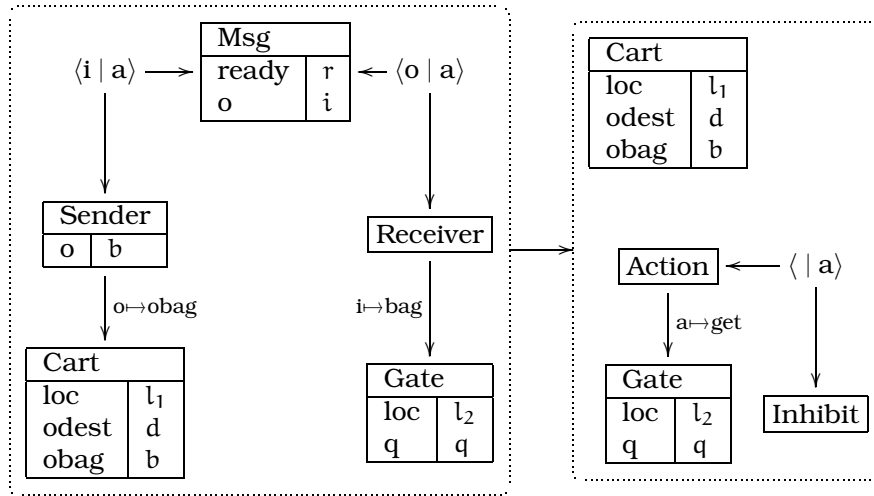 Msg
⟨i | a⟩
ready r
o i
⟨o | a⟩
Sender
o b
Receiver
o↦obag
i↦bag
Cart
loc l₁
odest d
obag b
Gate
loc l₂
q q
Cart
loc l₁
odest d
obag b
Action
⟨ | a⟩
a↦get
Gate
loc l₂
q q
Inhibit